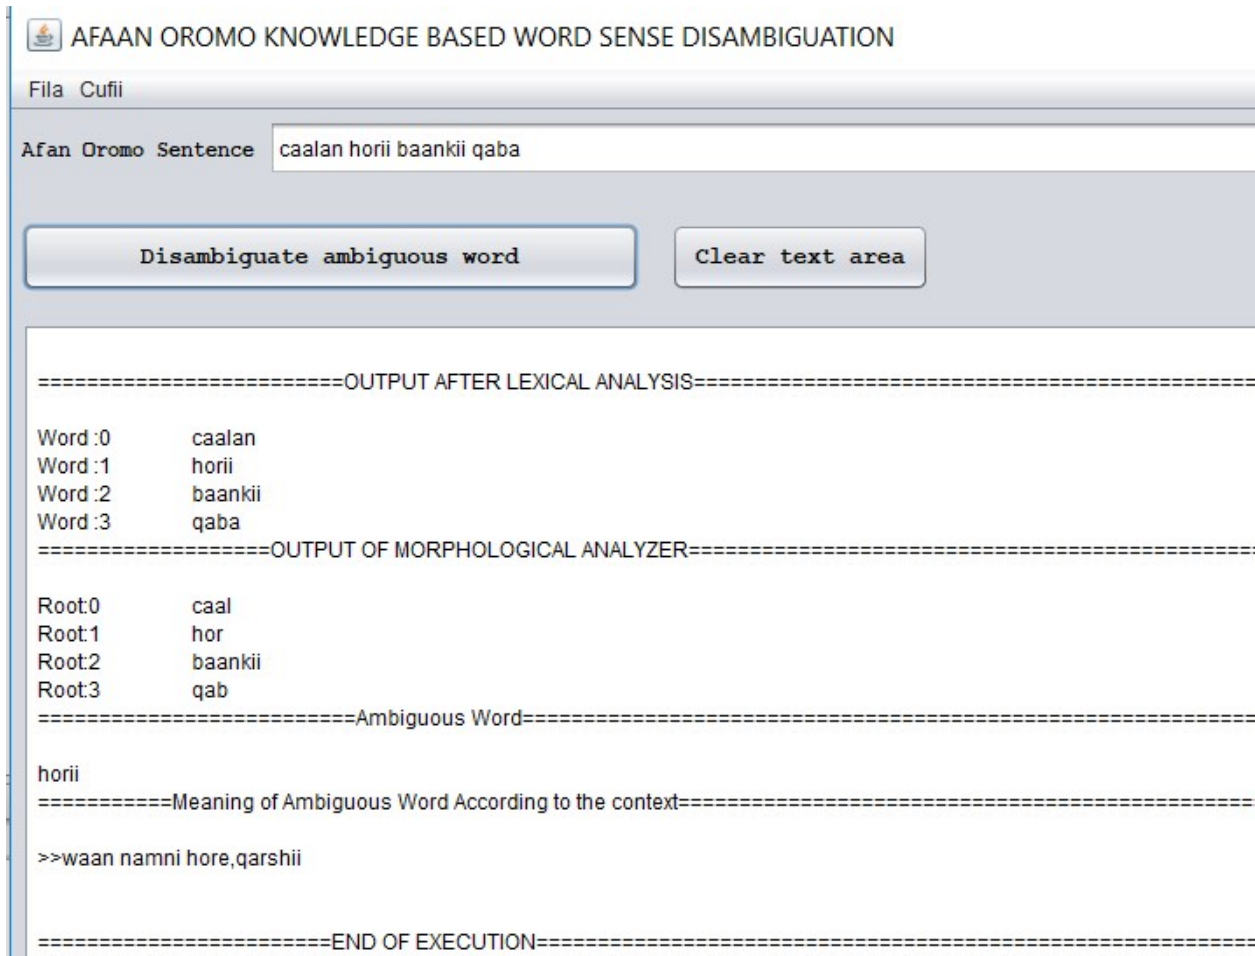 AFAAN OROMO KNOWLEDGE BASED WORD SENSE DISAMBIGUATION
Fila Cufii
Afan Oromo Sentence caalan horii baankii qaba
Disambiguate ambiguous word Clear text area
=========================OUTPUT AFTER LEXICAL ANALYSIS==============================================
Word :0 caalan
Word :1 horii
Word :2 baankii
Word :3 qaba
===================OUTPUT OF MORPHOLOGICAL ANALYZER==============================================
Root:0 caal
Root:1 hor
Root:2 baankii
Root:3 qab
==========================Ambiguous Word============================================================
horii
===========Meaning of Ambiguous Word According to the context===============================================
>>waan namni hore,qarshii
========================END OF EXECUTION===========================================================